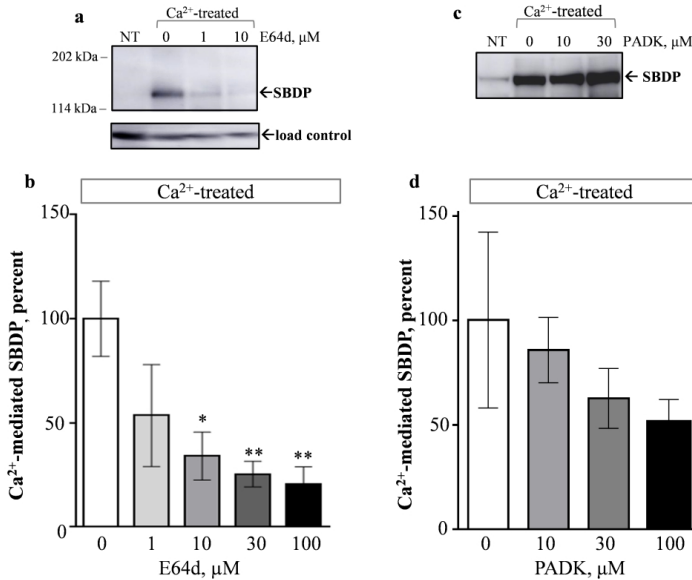 a
Ca²⁺-treated
NT 0 1 10 E64d, µM
202 kDa –
←SBDP
114 kDa –
←load control
b
Ca²⁺-treated
Ca²⁺-mediated SBDP, percent
150
100
50
0
*
**
**
0 1 10 30 100
E64d, µM
c
Ca²⁺-treated
NT 0 10 30 PADK, µM
←SBDP
d
Ca²⁺-treated
Ca²⁺-mediated SBDP, percent
150
100
50
0
0 10 30 100
PADK, µM